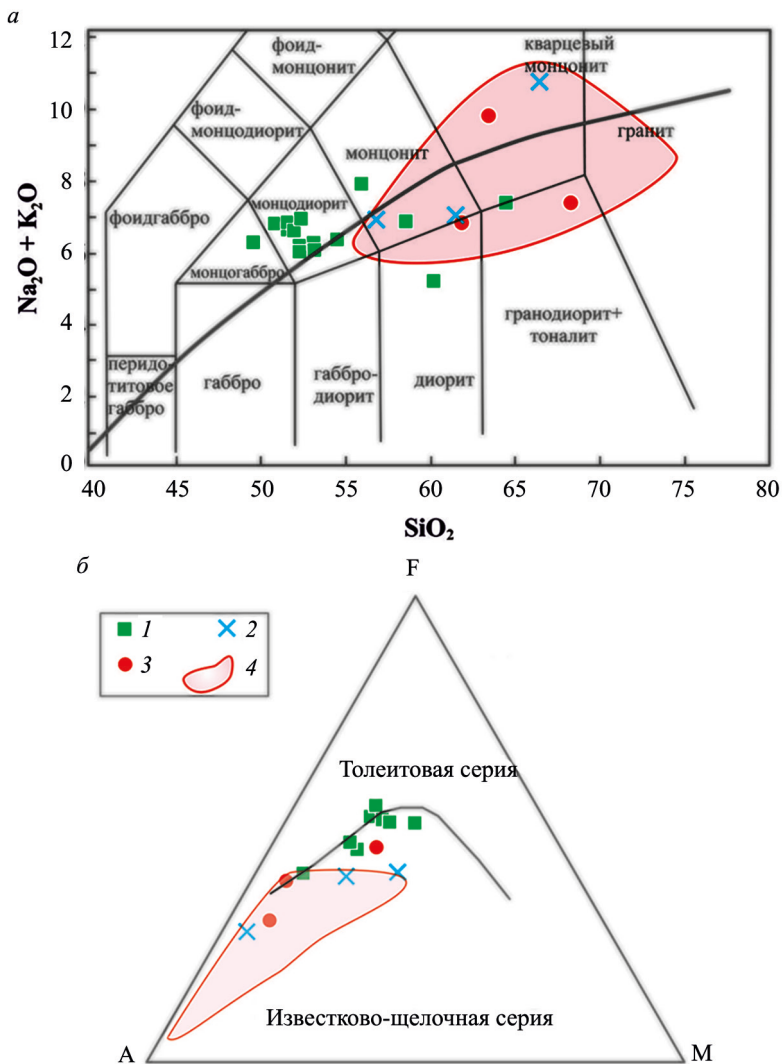 а
12
10
8
6
4
2
0
Na₂O + K₂O
фоид-
монцонит
кварцевый
монцонит
фоид-
монцодиорит
гранит
монцонит
монцодиорит
фоидгаббро
монцогаббро
гранодиорит+
тоналит
перидо-
титовое
габбро
габбро
габбро-
диорит
диорит
40 45 50 55 60 65 70 75 80
SiO₂
б
F
1 2
3 4
Толеитовая серия
Известково-щелочная серия
A M